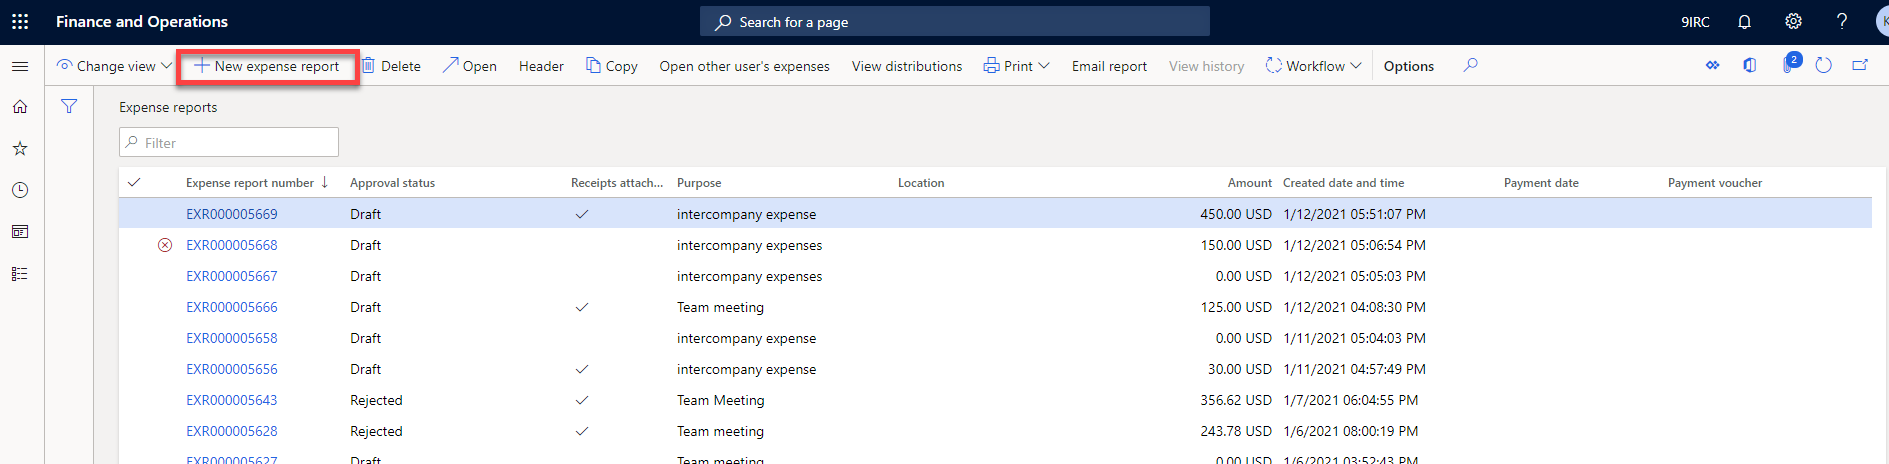 Finance and Operations Search for a page 9IRC ?
Change view New expense report Delete Open Header Copy Open other user's expenses View distributions Print Email report View history Workflow Options 2
Expense reports
Filter
Expense report number Approval status Receipts attach... Purpose Location Amount Created date and time Payment date Payment voucher
EXR000005669 Draft intercompany expense 450.00 USD 1/12/2021 05:51:07 PM
EXR000005668 Draft intercompany expenses 150.00 USD 1/12/2021 05:06:54 PM
EXR000005667 Draft intercompany expenses 0.00 USD 1/12/2021 05:05:03 PM
EXR000005666 Draft Team meeting 125.00 USD 1/12/2021 04:08:30 PM
EXR000005658 Draft intercompany expense 0.00 USD 1/11/2021 05:04:03 PM
EXR000005656 Draft intercompany expense 30.00 USD 1/11/2021 04:57:49 PM
EXR000005643 Rejected Team Meeting 356.62 USD 1/7/2021 06:04:55 PM
EXR000005628 Rejected Team meeting 243.78 USD 1/6/2021 08:00:19 PM
EXR000005627 Draft Team meeting 0.00 USD 1/6/2021 03:52:43 PM